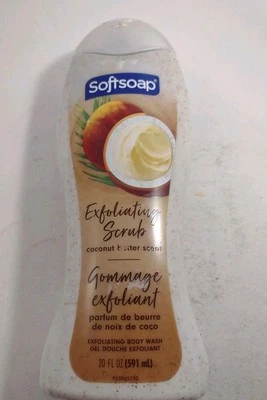 Softsoap
Exfoliating
Scrub
coconut butter scent
Gommage
exfoliant
parfum de beurre
de noix de coco
EXFOLIATING BODY WASH
GEL DOUCHE EXFOLIANT
20 FL OZ (591 mL)